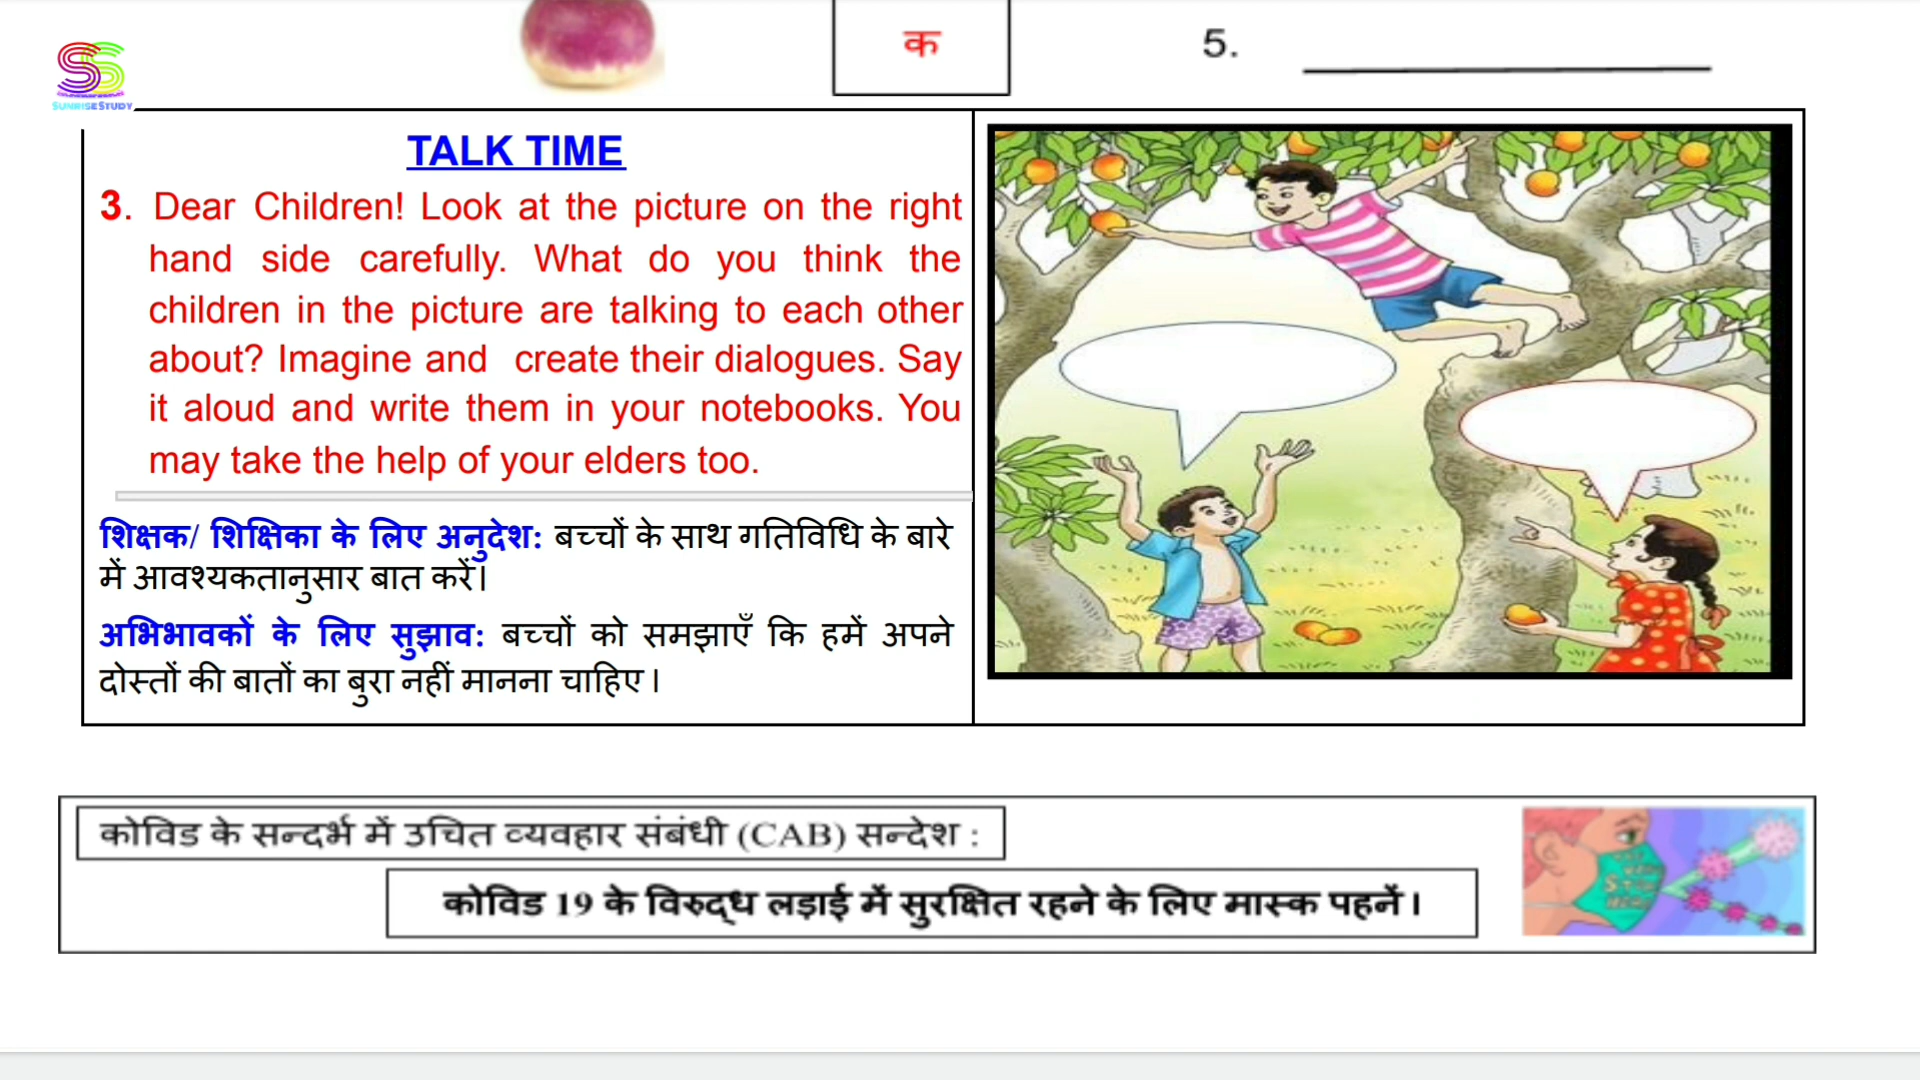 क
5.
SUNRISE STUDY
TALK TIME
3. Dear Children! Look at the picture on the right
hand side carefully. What do you think the
children in the picture are talking to each other
about? Imagine and create their dialogues. Say
it aloud and write them in your notebooks. You
may take the help of your elders too.
शिक्षक/ शिक्षिका के लिए अनुदेश: बच्चों के साथ गतिविधि के बारे
में आवश्यकतानुसार बात करें।
अभिभावकों के लिए सुझाव: बच्चों को समझाएँ कि हमें अपने
दोस्तों की बातों का बुरा नहीं मानना चाहिए।
कोविड के सन्दर्भ में उचित व्यवहार संबंधी (CAB) सन्देश :
कोविड 19 के विरुद्ध लड़ाई में सुरक्षित रहने के लिए मास्क पहनें।